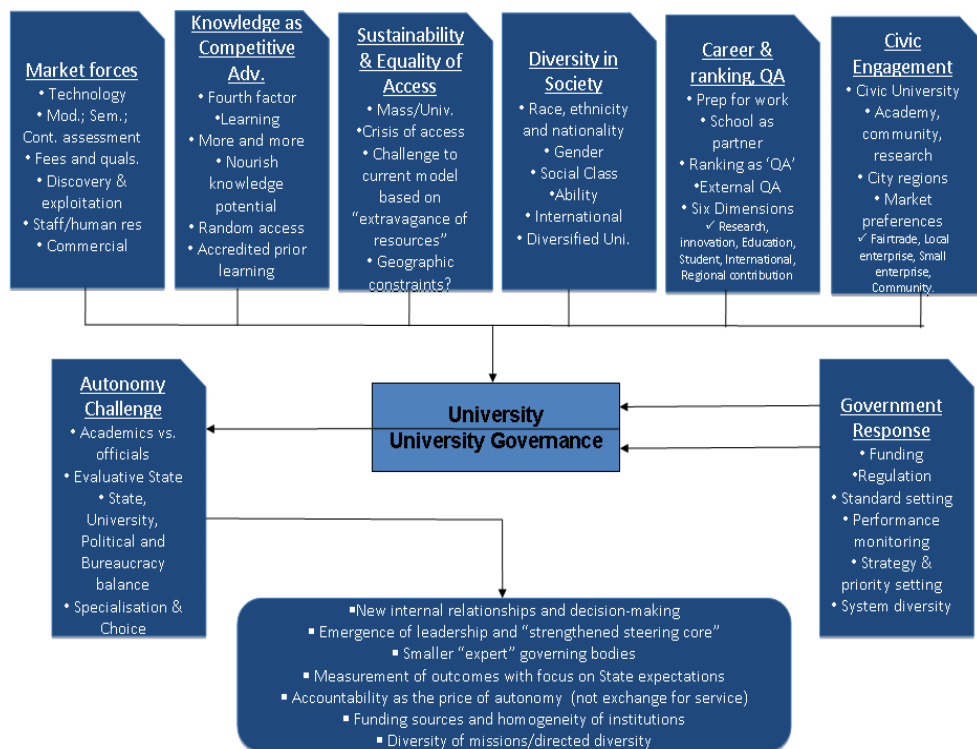 Market forces
• Technology
• Mod.; Sem.;
Cont. assessment
• Fees and quals.
• Discovery &
exploitation
• Staff/human res
• Commercial
Knowledge as
Competitive
Adv.
• Fourth factor
•Learning
• More and more
• Nourish
knowledge
potential
• Random access
• Accredited prior
learning
Sustainability
& Equality of
Access
• Mass/Univ.
•Crisis of access
• Challenge to
current model
based on
"extravagance of
resources"
• Geographic
constraints?
Diversity in
Society
• Race, ethnicity
and nationality
• Gender
• Social Class
• Ability
• International
• Diversified Uni.
Career &
ranking, QA
• Prep for work
• School as
partner
• Ranking as 'QA'
•External QA
• Six Dimensions
✓ Research,
innovation, Education,
Student, International,
Regional contribution
Civic
Engagement
• Civic University
• Academy,
community,
research
• City regions
• Market
preferences
✓ Fairtrade, Local
enterprise, Small
enterprise,
Community.
Autonomy
Challenge
• Academics vs.
officials
• Evaluative State
• State,
University,
Political and
Bureaucracy
balance
• Specialisation &
Choice
University
University Governance
Government
Response
• Funding
•Regulation
• Standard setting
• Performance
monitoring
• Strategy &
priority setting
• System diversity
▪New internal relationships and decision-making
▪ Emergence of leadership and "strengthened steering core"
▪ Smaller "expert" governing bodies
▪ Measurement of outcomes with focus on State expectations
▪ Accountability as the price of autonomy (not exchange for service)
▪ Funding sources and homogeneity of institutions
▪ Diversity of missions/directed diversity